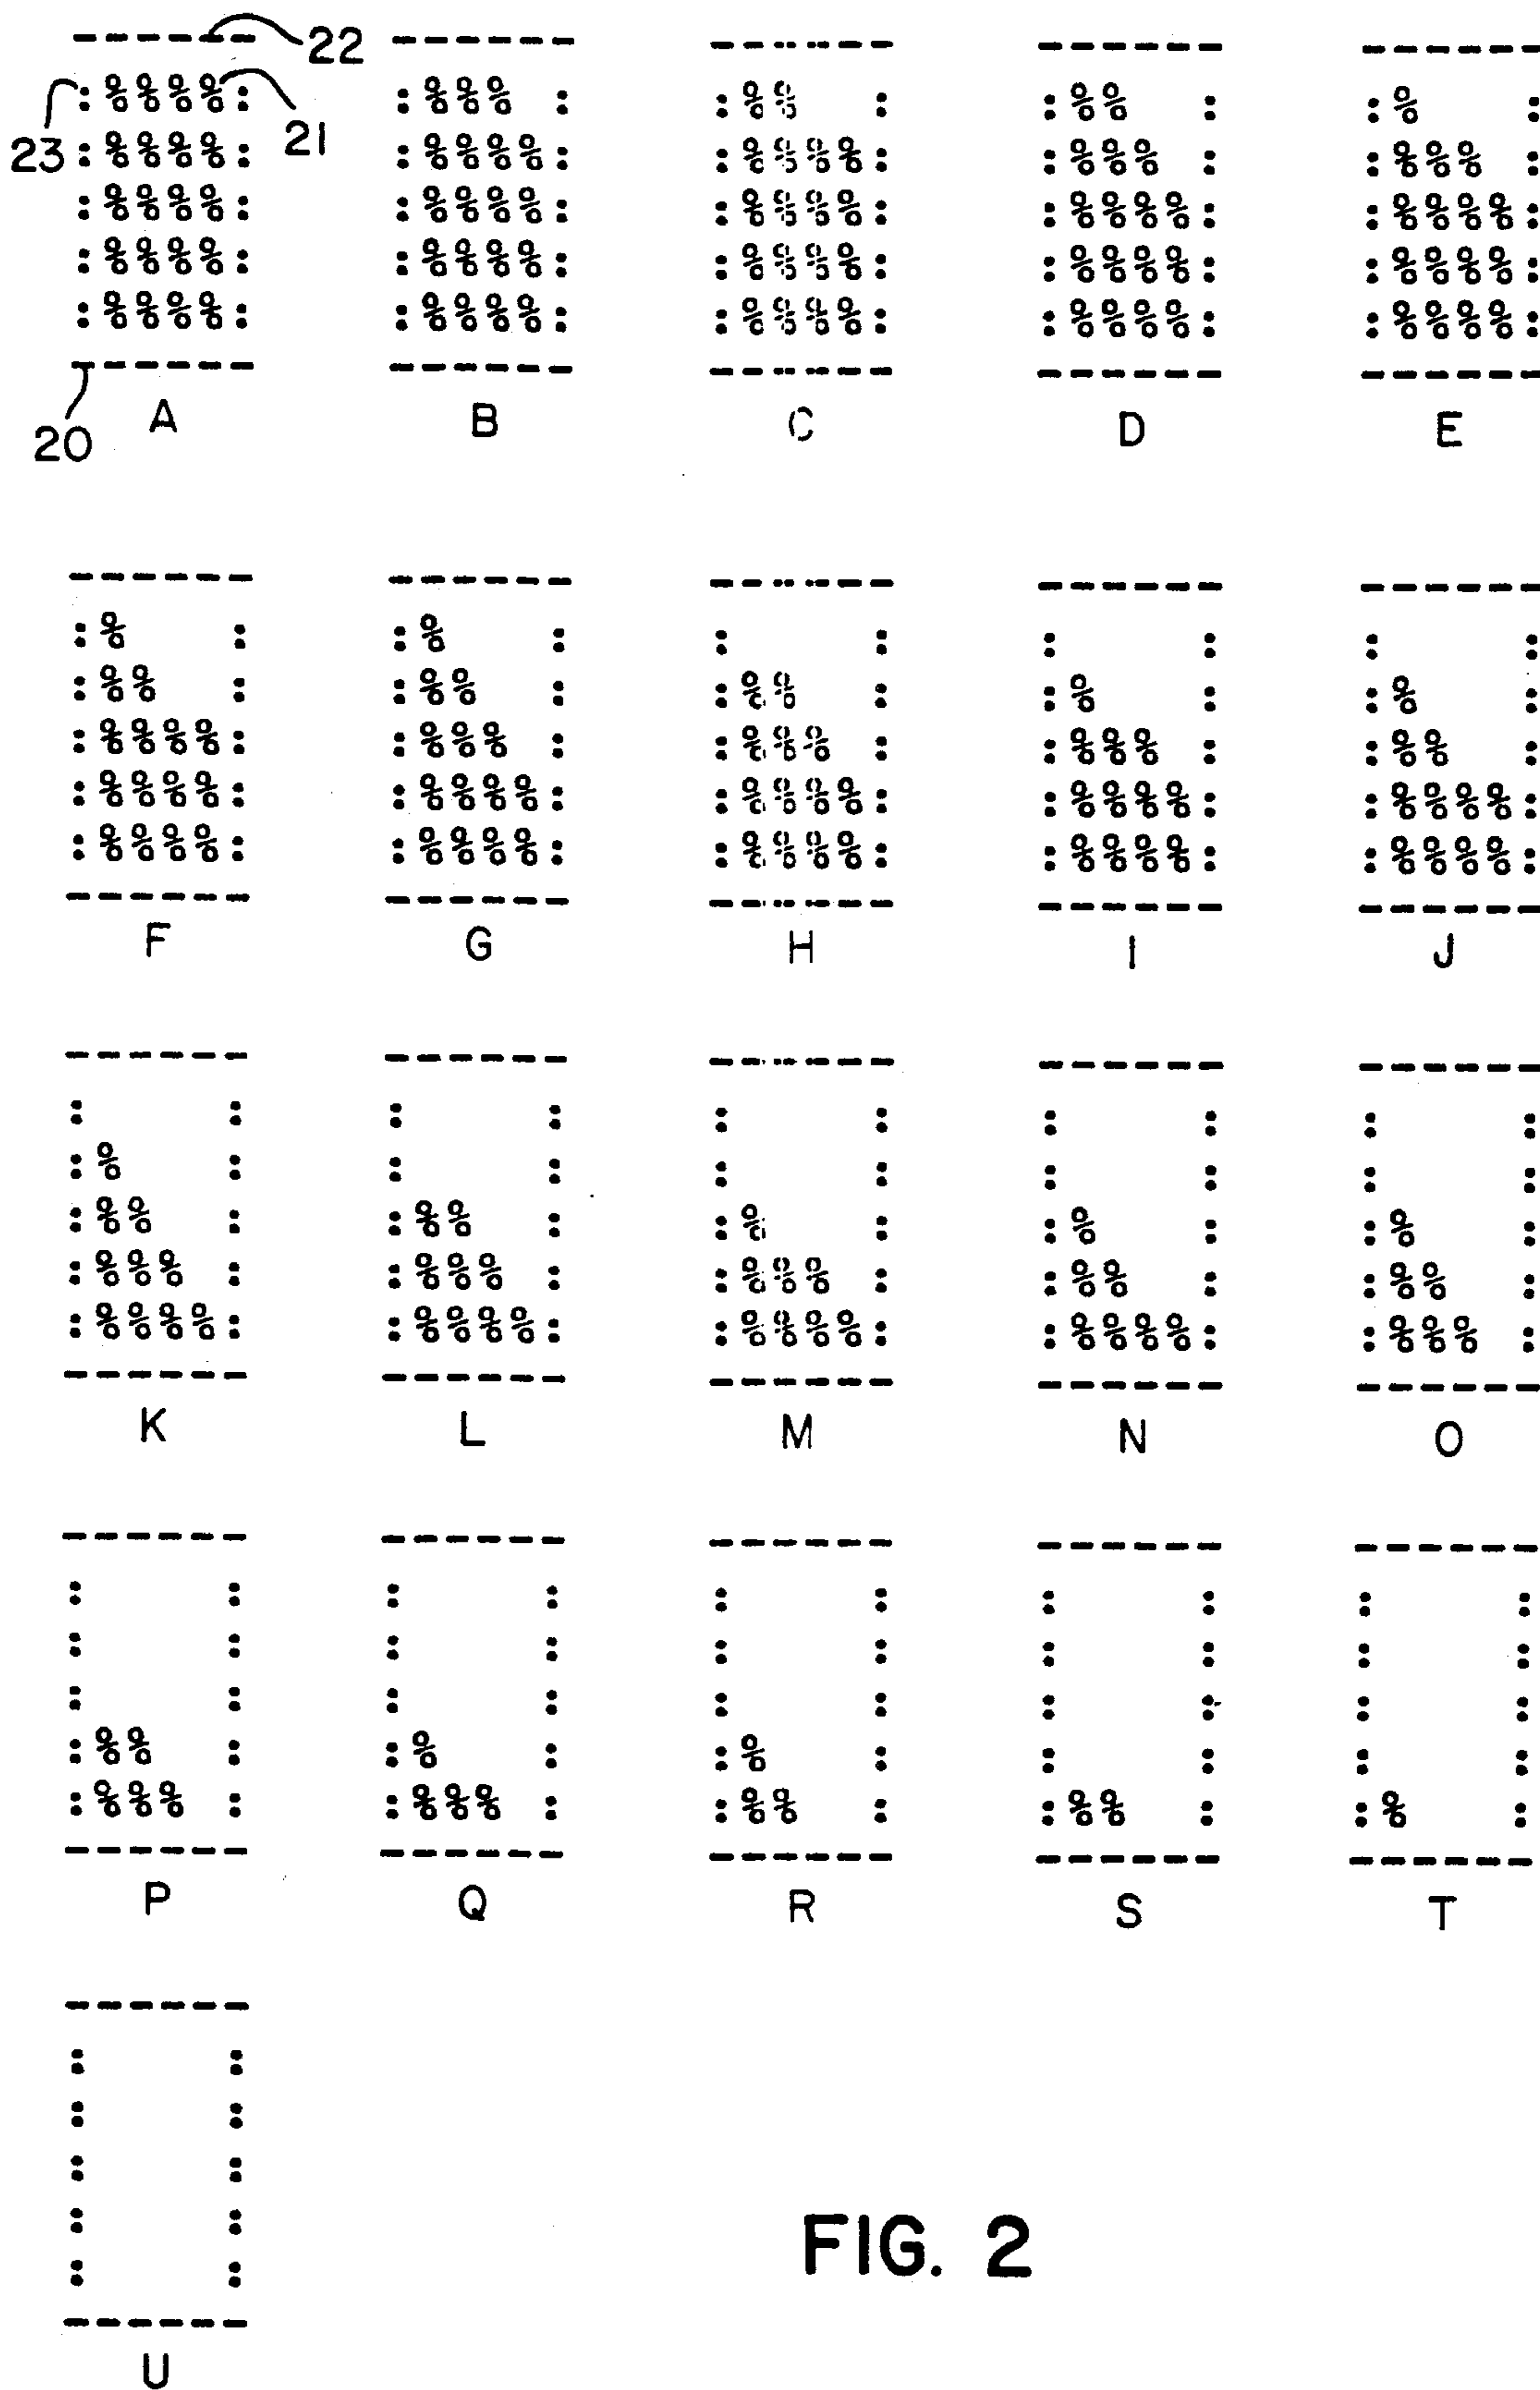 ------ 22 ------ ------ ------ ------
23 : %%%% : 21 : %%% : : %% : : %% : : % :
: %%%% : : %%%% : : %%%% : : %%% : : %%% :
: %%%% : : %%%% : : %%%% : : %%%% : : %%%% :
: %%%% : : %%%% : : %%%% : : %%%% : : %%%% :
: %%%% : : %%%% : : %%%% : : %%%% : : %%%% :
------ ------ ------ ------ ------
20 A B C D E
------ ------ ------ ------ ------
: % : : % : : : : : : :
: %% : : %% : : %% : : % : : % :
: %%%% : : %%% : : %%% : : %%% : : %% :
: %%%% : : %%%% : : %%%% : : %%%% : : %%%% :
: %%%% : : %%%% : : %%%% : : %%%% : : %%%% :
------ ------ ------ ------ ------
F G H I J
------ ------ ------ ------ ------
: : : : : : : : : :
: % : : : : : : : : :
: %% : : %% : : % : : % : : % :
: %%% : : %%% : : %%% : : %% : : %% :
: %%%% : : %%%% : : %%%% : : %%%% : : %%% :
------ ------ ------ ------ ------
K L M N O
------ ------ ------ ------ ------
: : : : : : : : : :
: : : : : : : : : :
: : : : : : : : : :
: %% : : % : : % : : : : :
: %%% : : %%% : : %% : : %% : : % :
------ ------ ------ ------ ------
P Q R S T
------
: :
: :
: :
: :
: :
------
U
FIG. 2